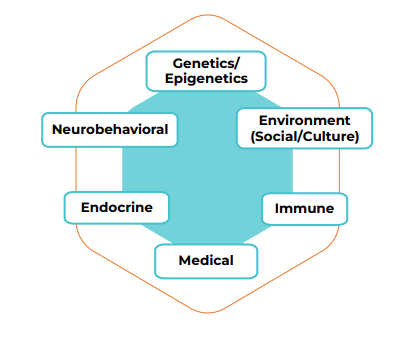 Genetics/
Epigenetics
Neurobehavioral
Environment
(Social/Culture)
Endocrine
Immune
Medical